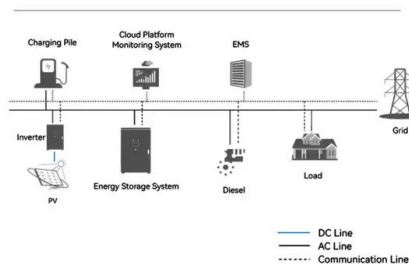 Charging Pile
Cloud Platform
Monitoring System
EMS
Grid
Inverter
PV
Energy Storage System
Diesel
Load
DC Line
AC Line
Communication Line